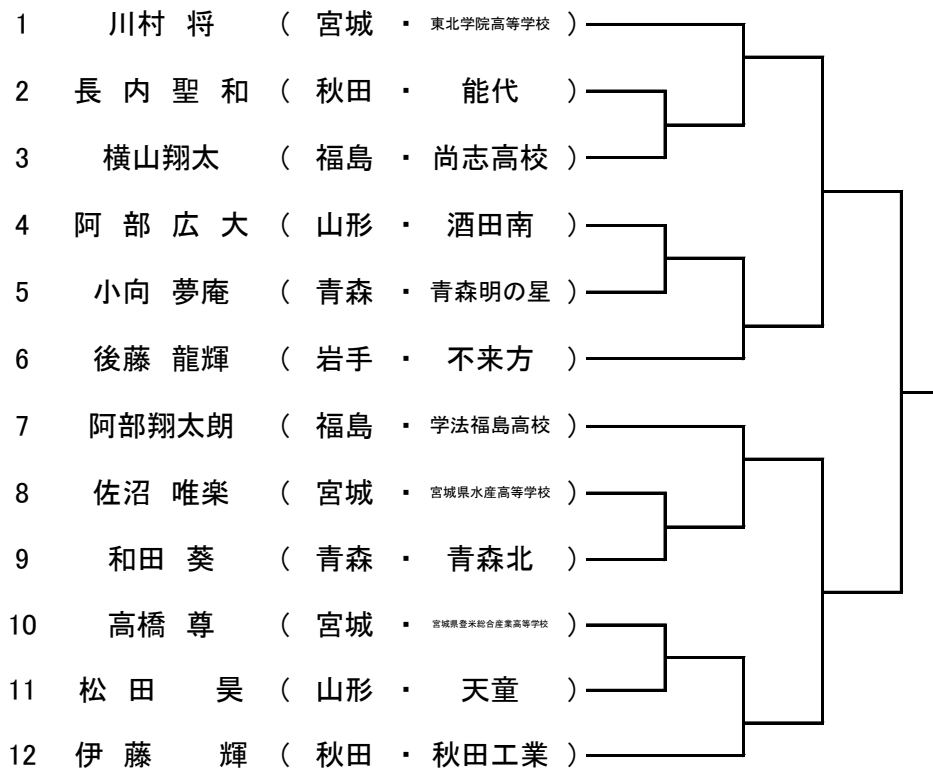 1 川村 将 ( 宮城 ・ 東北学院高等学校 )
2 長 内 聖 和 ( 秋田 ・ 能代 )
3 横山翔太 ( 福島 ・ 尚志高校 )
4 阿 部 広 大 ( 山形 ・ 酒田南 )
5 小向 夢庵 ( 青森 ・ 青森明の星 )
6 後藤 龍輝 ( 岩手 ・ 不来方 )
7 阿部翔太朗 ( 福島 ・ 学法福島高校 )
8 佐沼 唯楽 ( 宮城 ・ 宮城県水産高等学校 )
9 和田 葵 ( 青森 ・ 青森北 )
10 高橋 尊 ( 宮城 ・ 宮城県登米総合産業高等学校 )
11 松 田 昊 ( 山形 ・ 天童 )
12 伊 藤 輝 ( 秋田 ・ 秋田工業 )